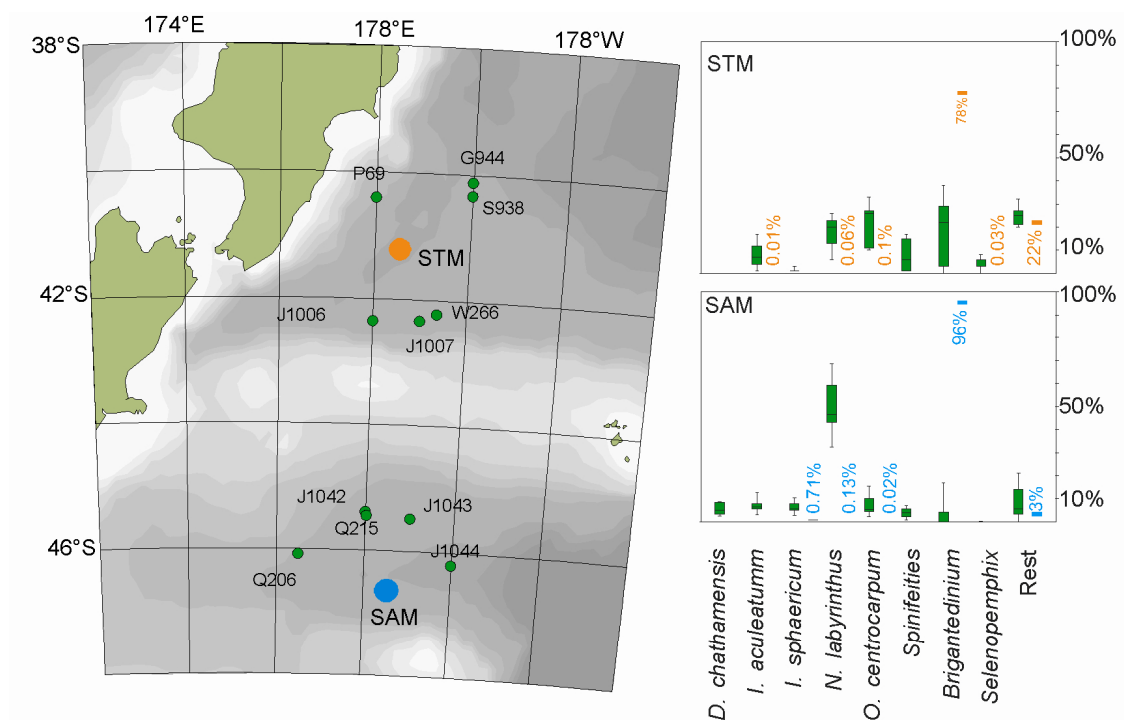 174°E
178°E
178°W
38°S
42°S
46°S
G944
P69
S938
STM
J1006
W266
J1007
J1042
J1043
Q215
J1044
Q206
SAM
STM
100%
50%
10%
0.01%
0.06%
0.1%
78%
0.03%
22%
SAM
100%
50%
10%
0.71%
0.13%
0.02%
96%
3%
D. chathamensis
I. aculeatumm
I. sphaericum
N. labyrinthus
O. centrocarpum
Spinifeities
Brigantedinium
Selenopemphix
Rest